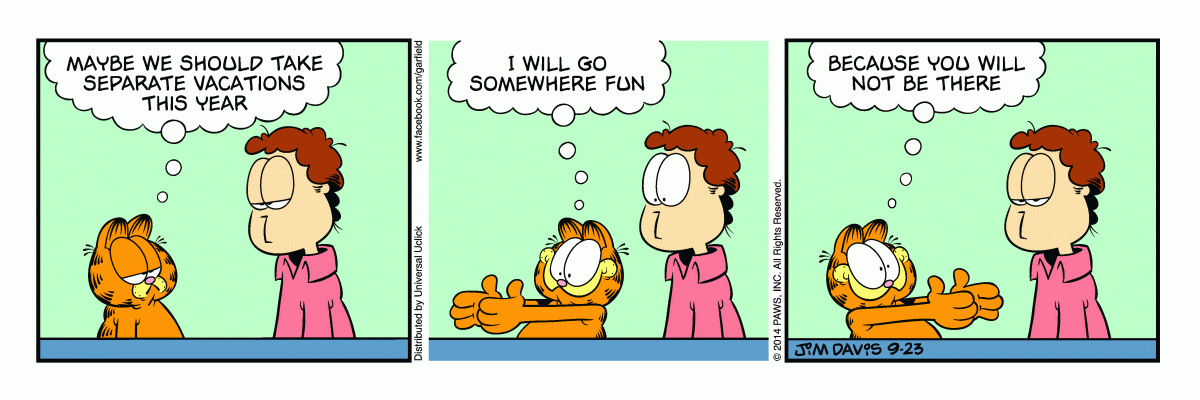 MAYBE WE SHOULD TAKE
SEPARATE VACATIONS
THIS YEAR
www.facebook.com/garfield
Distributed by Universal Uclick
I WILL GO
SOMEWHERE FUN
© 2014 PAWS, INC. All Rights Reserved.
BECAUSE YOU WILL
NOT BE THERE
JIM DAVIS 9-23